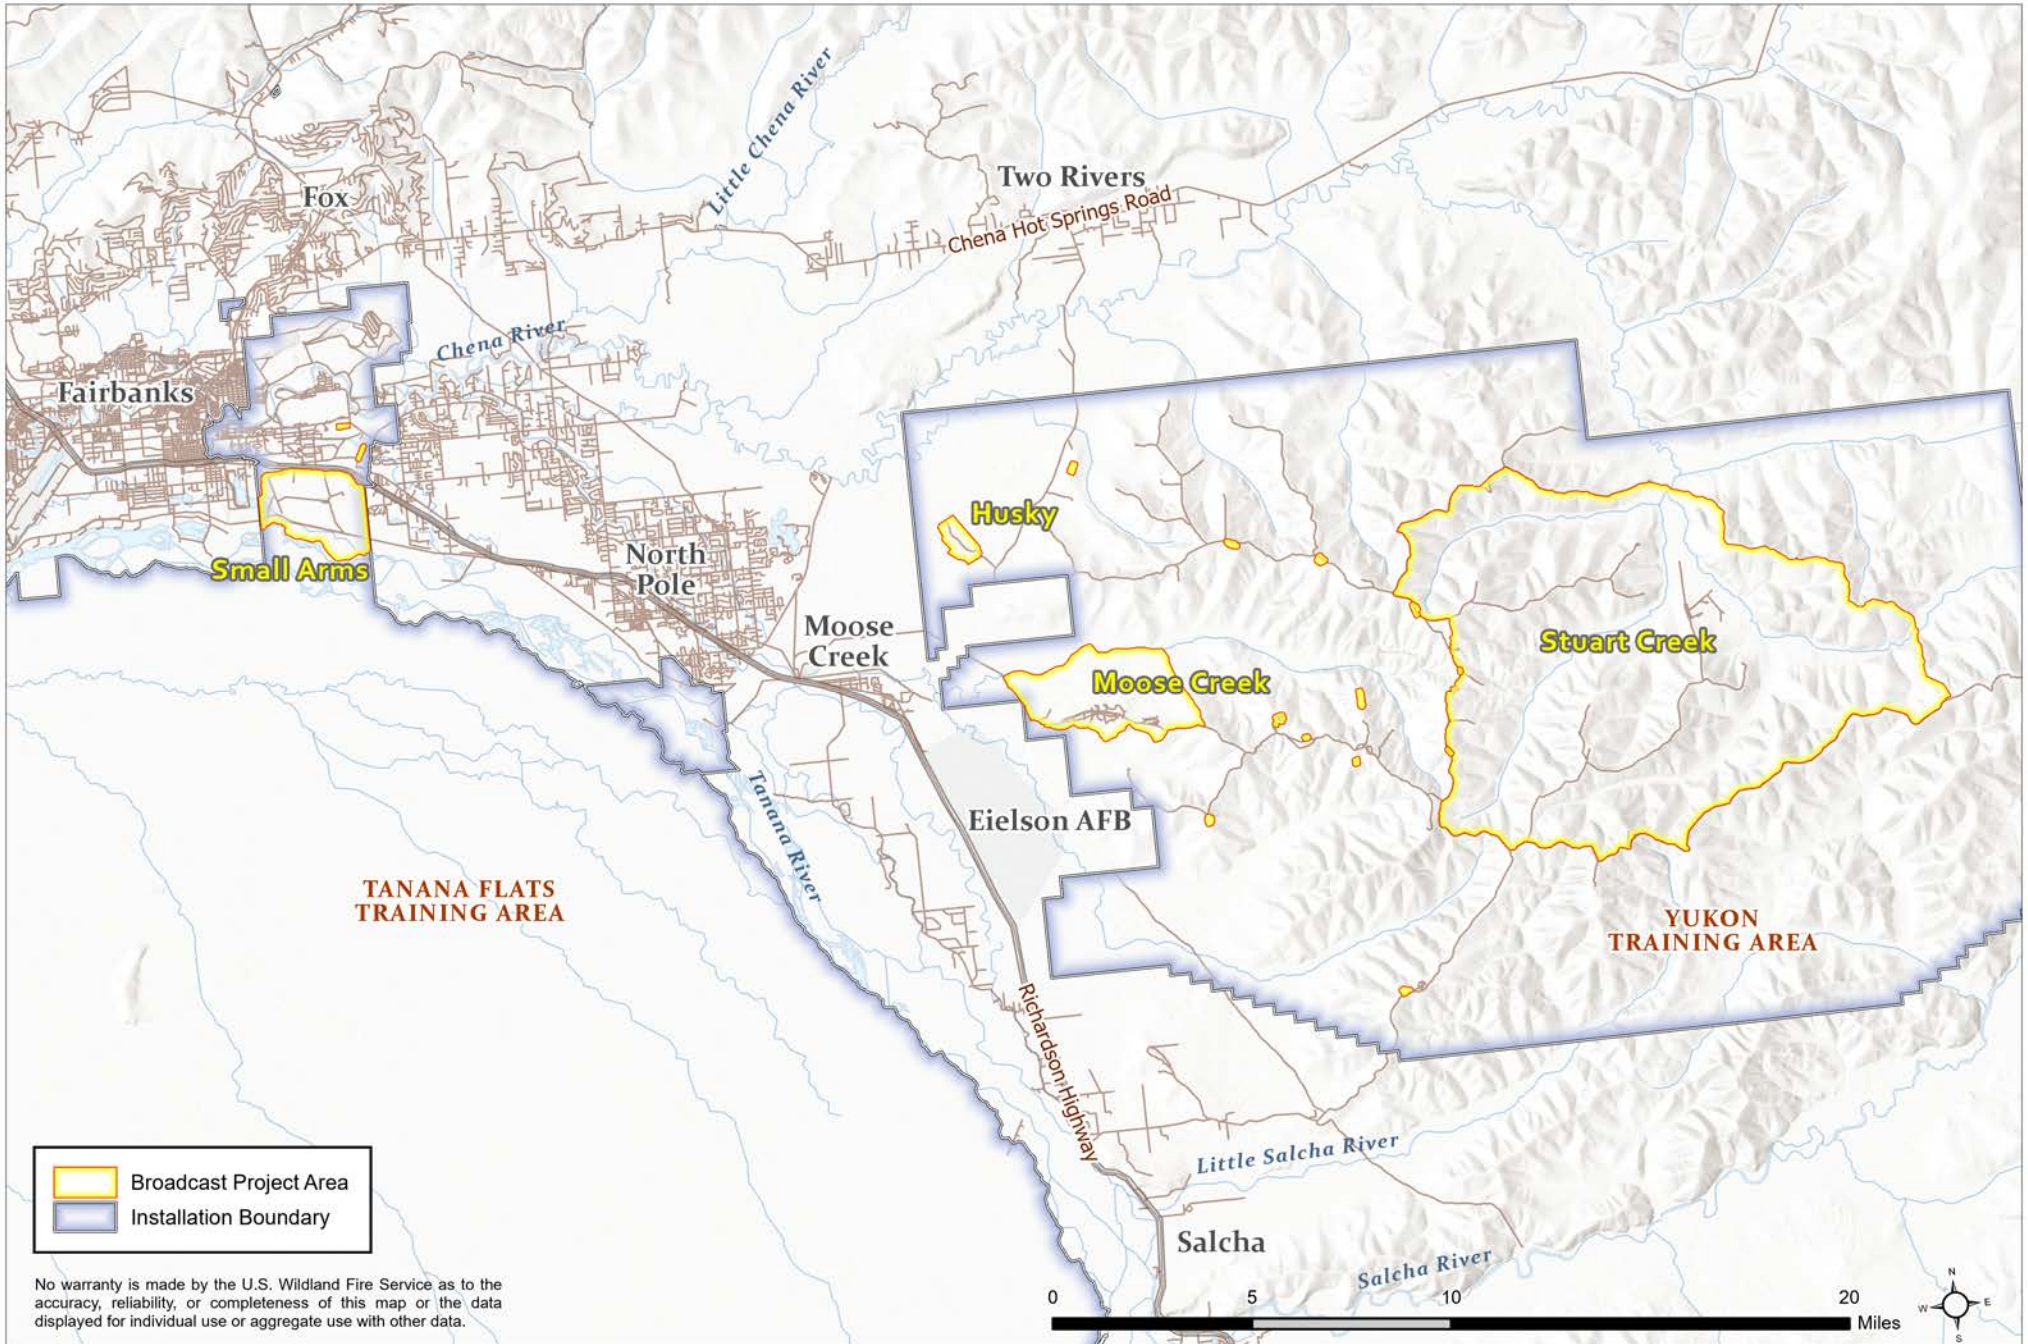 Little Chena River
Two Rivers
Chena Hot Springs Road
Fox
Chena River
Fairbanks
Husky
North
Pole
Small Arms
Moose
Creek
Stuart Creek
Moose Creek
Tanana River
Eielson AFB
TANANA FLATS
TRAINING AREA
YUKON
TRAINING AREA
Richardson Highway
Little Salcha River
Salcha
Salcha River
Broadcast Project Area
Installation Boundary
No warranty is made by the U.S. Wildland Fire Service as to the
accuracy, reliability, or completeness of this map or the data
displayed for individual use or aggregate use with other data.
0 5 10 20
Miles
N
W E
S